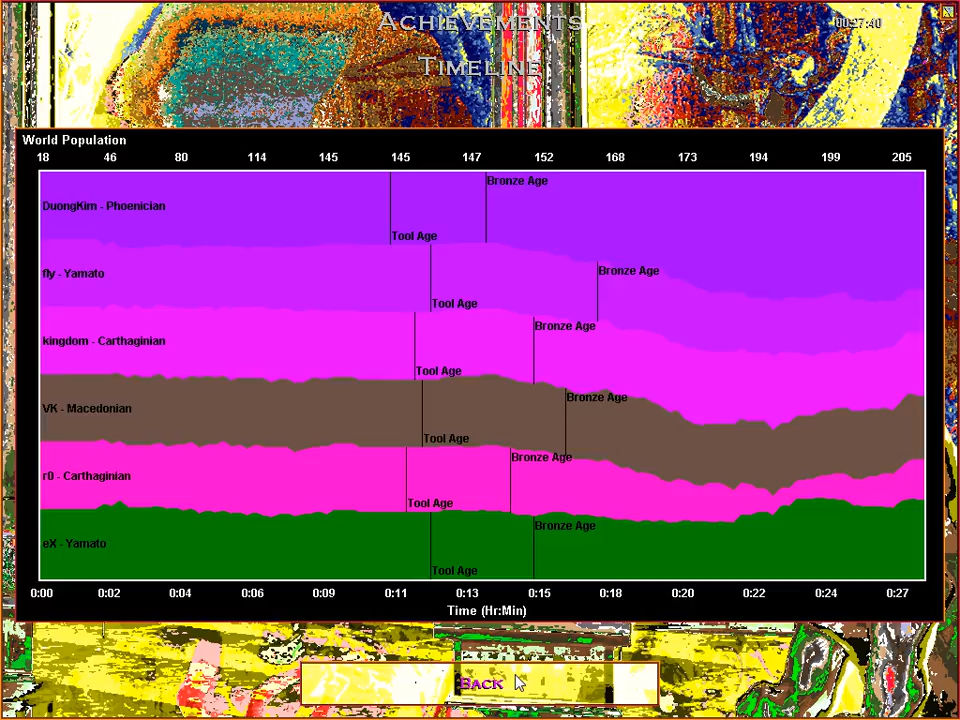 Achievements
00:27:40
Timeline
World Population
18 46 80 114 145 145 147 152 168 173 194 199 205
Bronze Age
DuongKim - Phoenician
Tool Age
Bronze Age
fly - Yamato
Tool Age
Bronze Age
kingdom - Carthaginian
Tool Age
Bronze Age
VK - Macedonian
Tool Age
Bronze Age
r0 - Carthaginian
Tool Age
Bronze Age
eX - Yamato
Tool Age
0:00 0:02 0:04 0:06 0:09 0:11 0:13 0:15 0:18 0:20 0:22 0:24 0:27
Time (Hr:Min)
Back